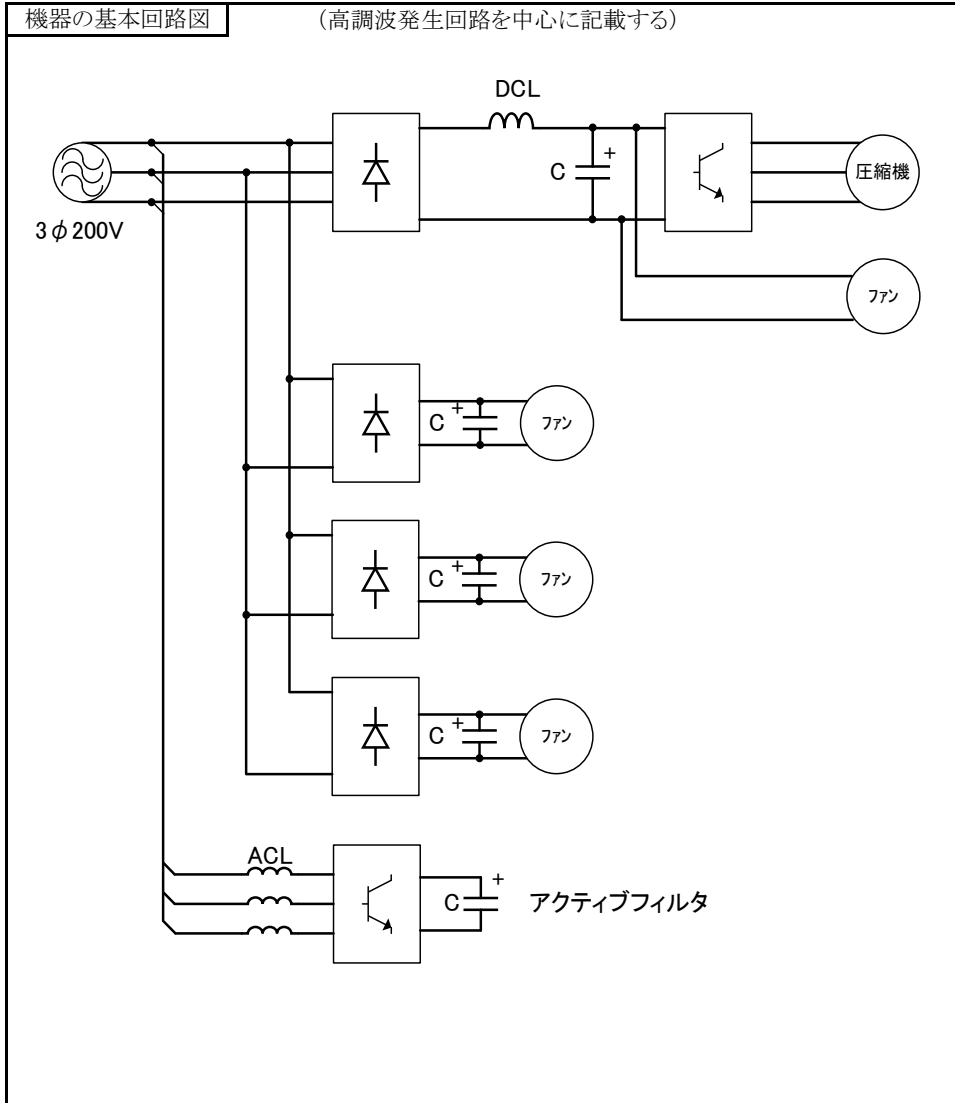 機器の基本回路図 (高調波発生回路を中心に記載する)
DCL
C +
圧縮機
3φ200V
ファン
C + ファン
C + ファン
C + ファン
ACL
C + アクティブフィルタ